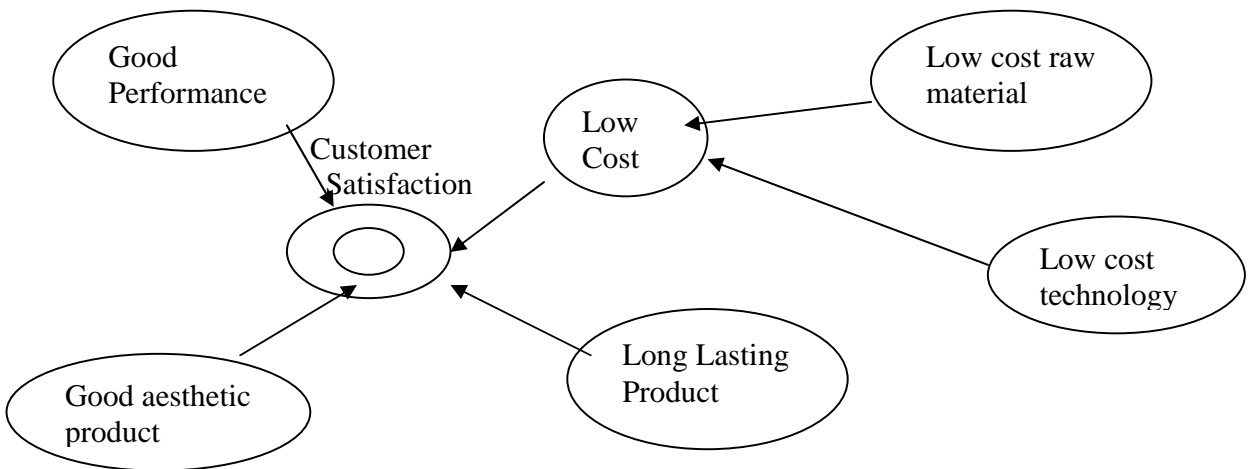 Good
Performance
Customer
Satisfaction
Low
Cost
Low cost raw
material
Low cost
technology
Long Lasting
Product
Good aesthetic
product